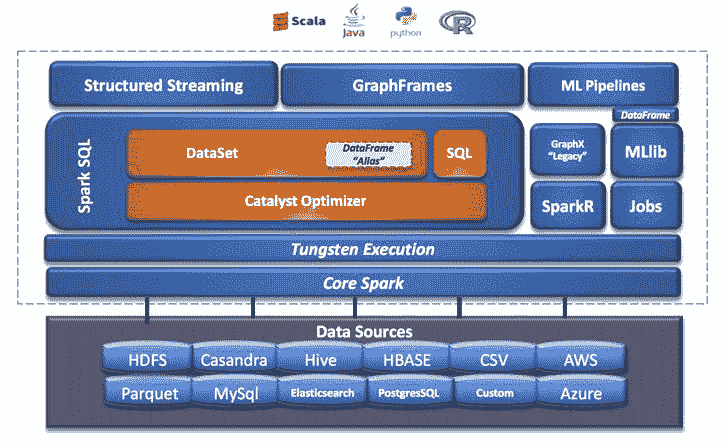 Scala
Java
python
R
Structured Streaming
GraphFrames
ML Pipelines
DataFrame
Spark SQL
DataSet
DataFrame
"Alias"
SQL
Catalyst Optimizer
GraphX
"Legacy"
MLlib
SparkR
Jobs
Tungsten Execution
Core Spark
Data Sources
HDFS
Casandra
Hive
HBASE
CSV
AWS
Parquet
MySql
Elasticsearch
PostgresSQL
Custom
Azure